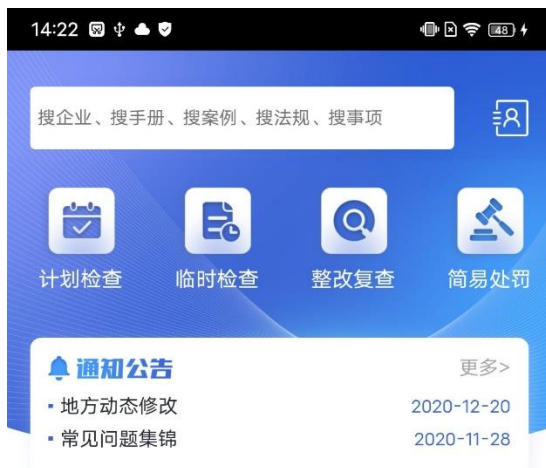 14:22 48
搜企业、搜手册、搜案例、搜法规、搜事项
计划检查 临时检查 整改复查 简易处罚
通知公告 更多>
地方动态修改 2020-12-20
常见问题集锦 2020-11-28